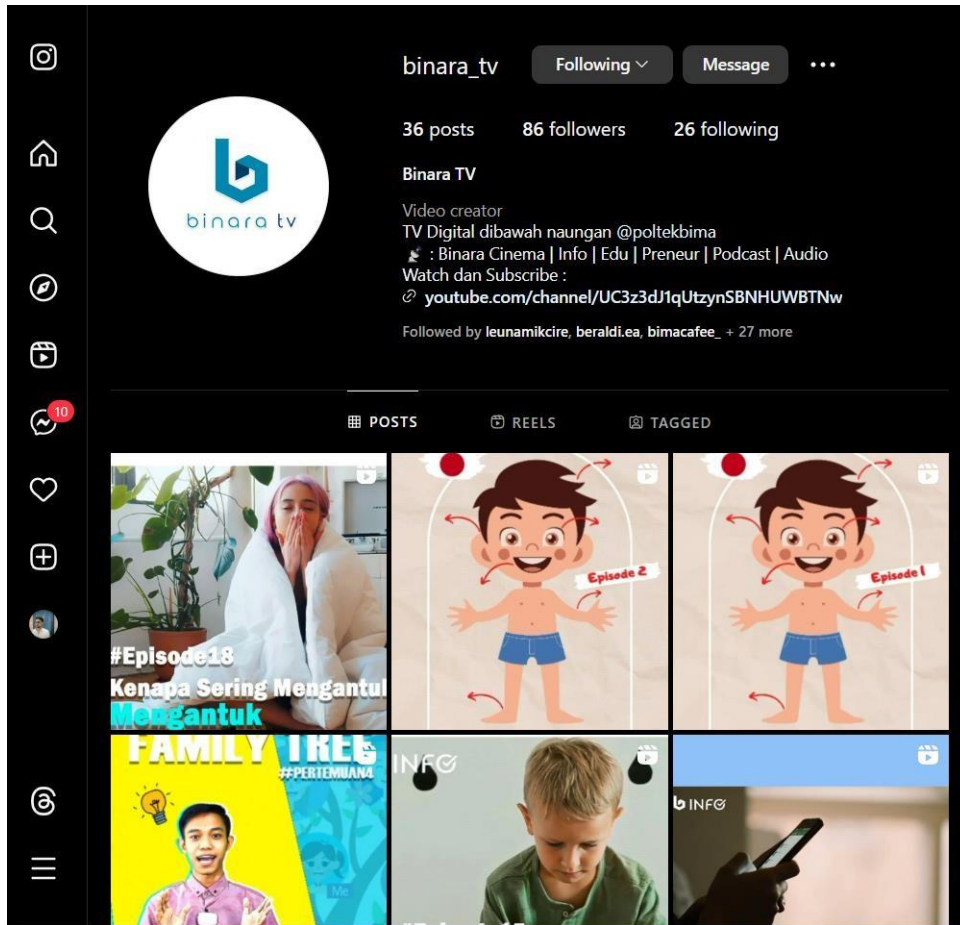 binara_tv Following Message
36 posts 86 followers 26 following
Binara TV
Video creator
TV Digital dibawah naungan @poltekbima
: Binara Cinema | Info | Edu | Preneur | Podcast | Audio
Watch dan Subscribe :
youtube.com/channel/UC3z3dJ1qUtzynSBNHUWBTNw
Followed by leunamikcire, beraldi.ea, bimacafee_ + 27 more
binara tv
10
POSTS REELS TAGGED
#Episode18
Kenapa Sering Mengantuk
Mengantuk
Episode 2
Episode 1
FAMILY TREE
##PERTEMUAN4
Me
INFO
INFO